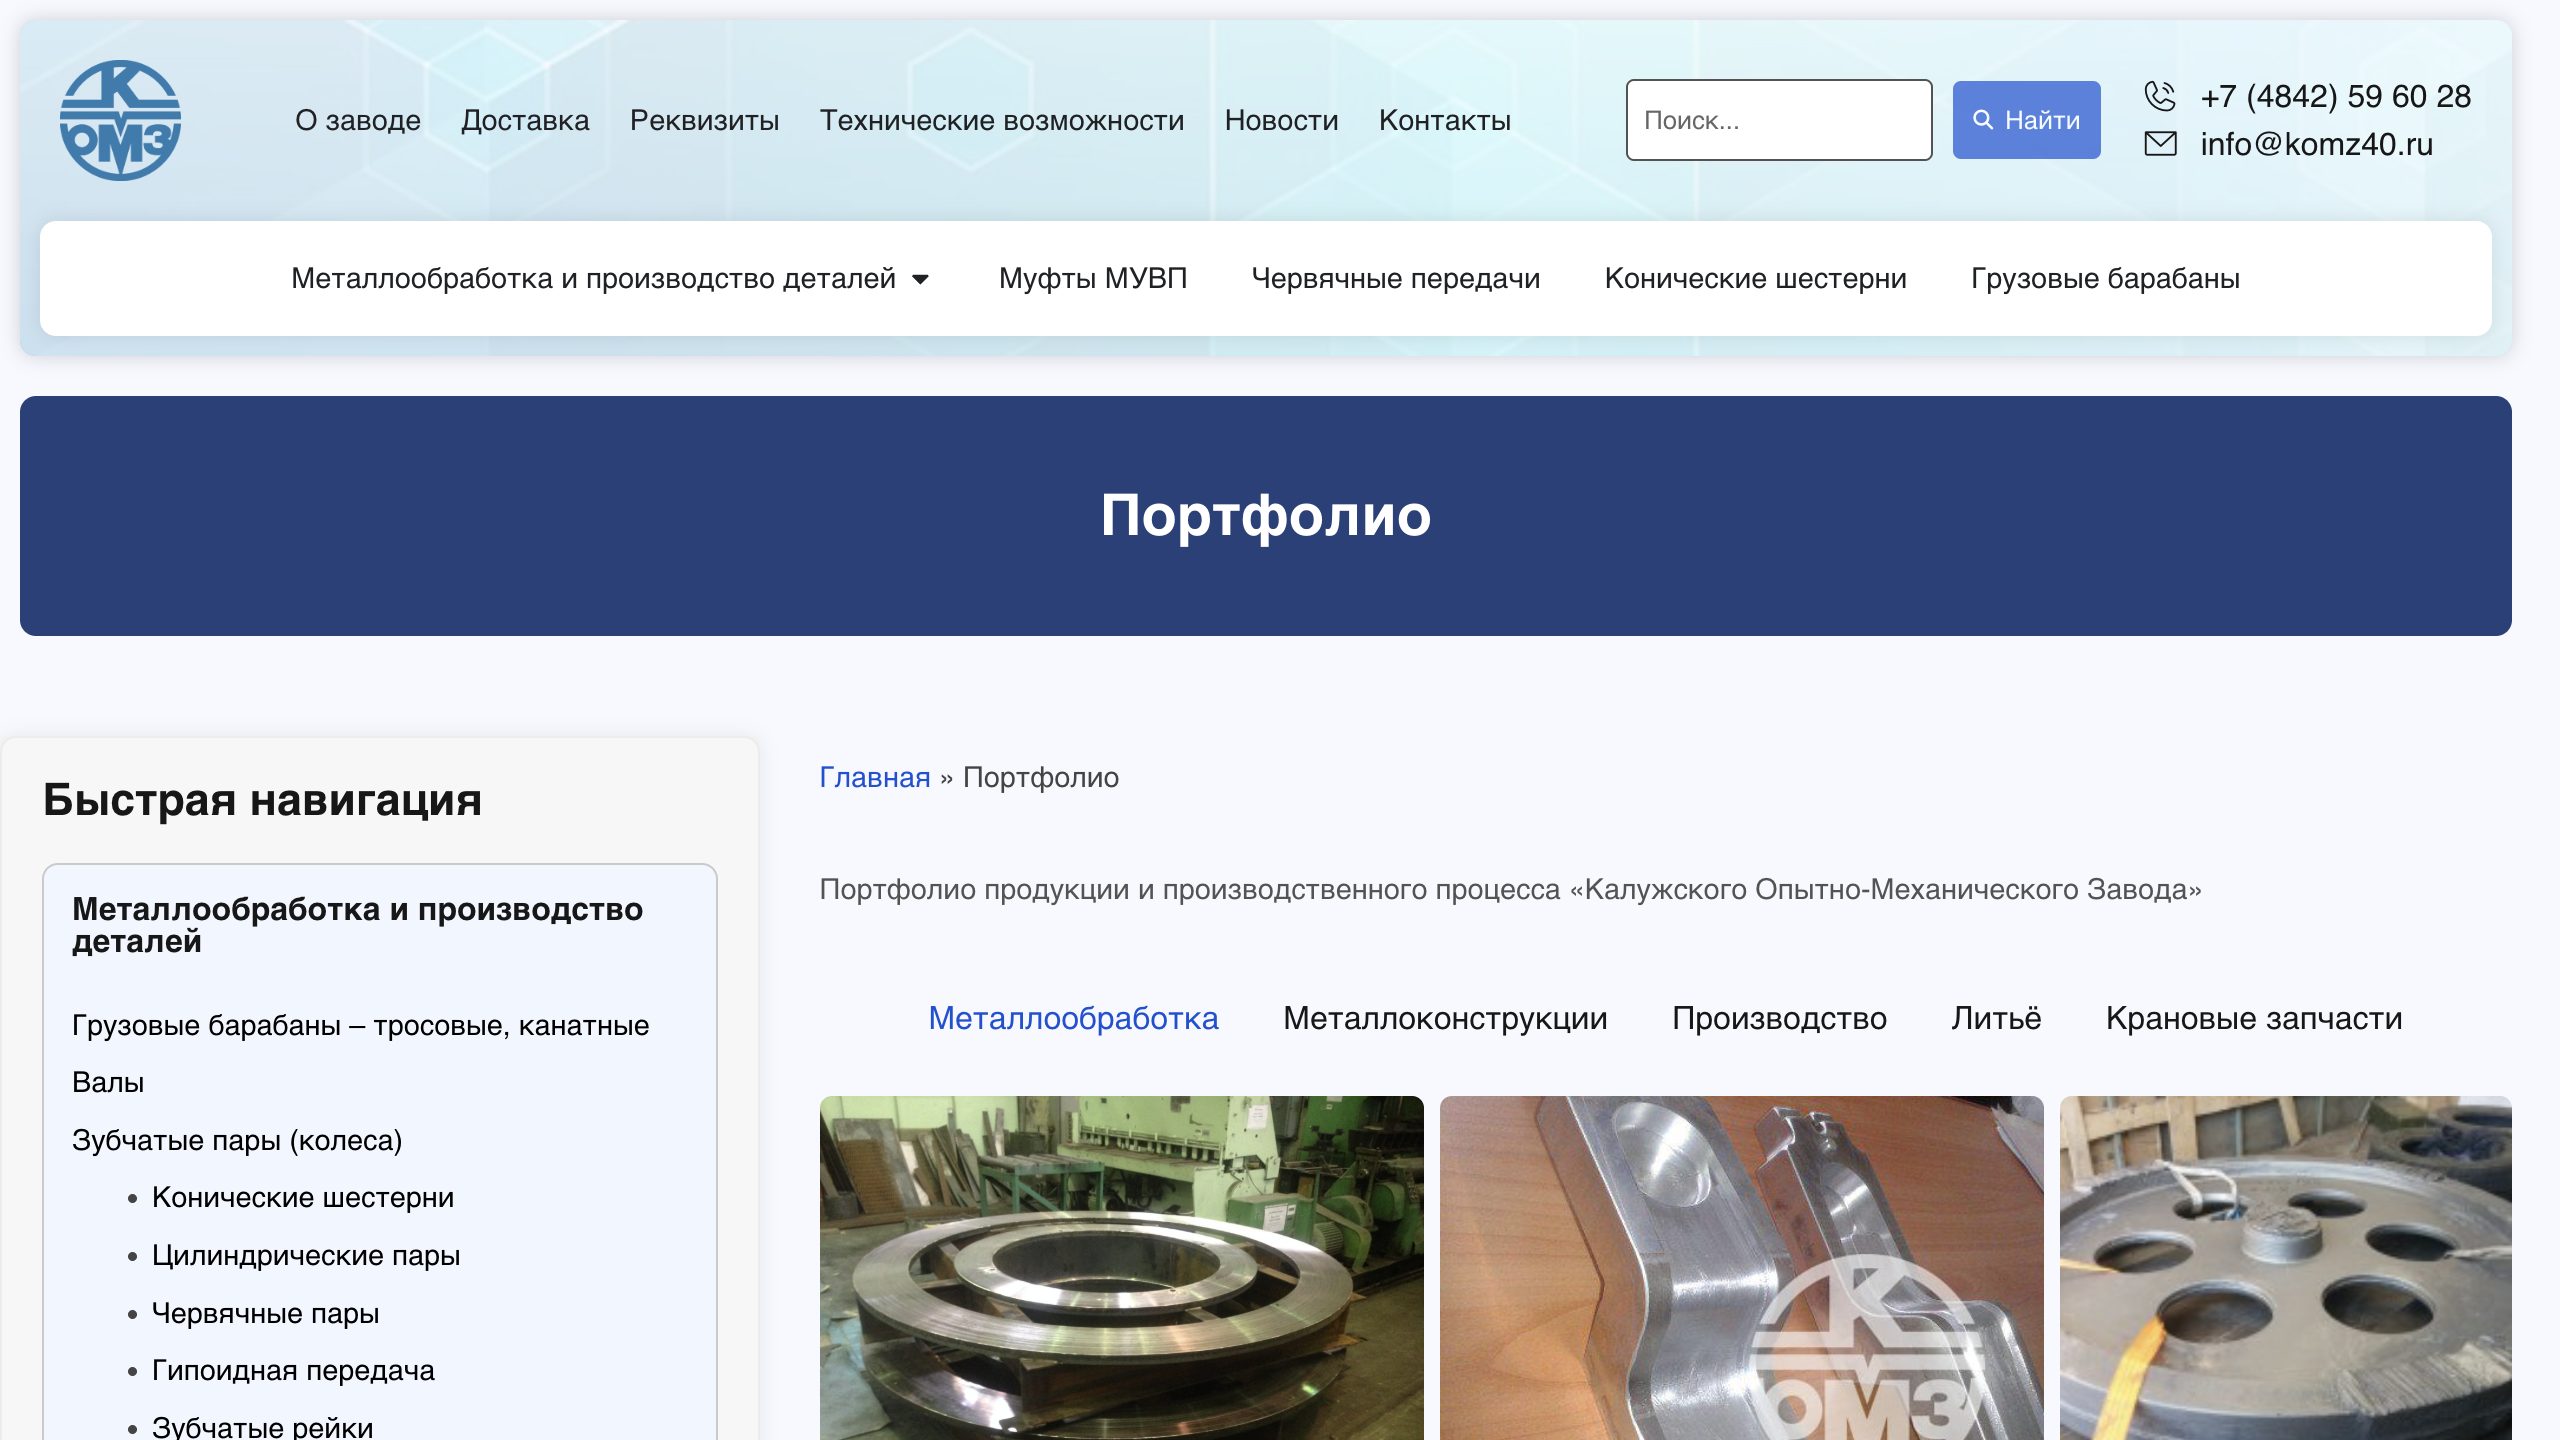 К
ОМЗ
О заводе Доставка Реквизиты Технические возможности Новости Контакты
Поиск...
Найти
+7 (4842) 59 60 28
info@komz40.ru
Металлообработка и производство деталей Муфты МУВП Червячные передачи Конические шестерни Грузовые барабаны
Портфолио
Быстрая навигация
Металлообработка и производство
деталей
Грузовые барабаны – тросовые, канатные
Валы
Зубчатые пары (колеса)
• Конические шестерни
• Цилиндрические пары
• Червячные пары
• Гипоидная передача
• Зубчатые рейки
Главная » Портфолио
Портфолио продукции и производственного процесса «Калужского Опытно-Механического Завода»
Металлообработка Металлоконструкции Производство Литьё Крановые запчасти
К
ОМЗ